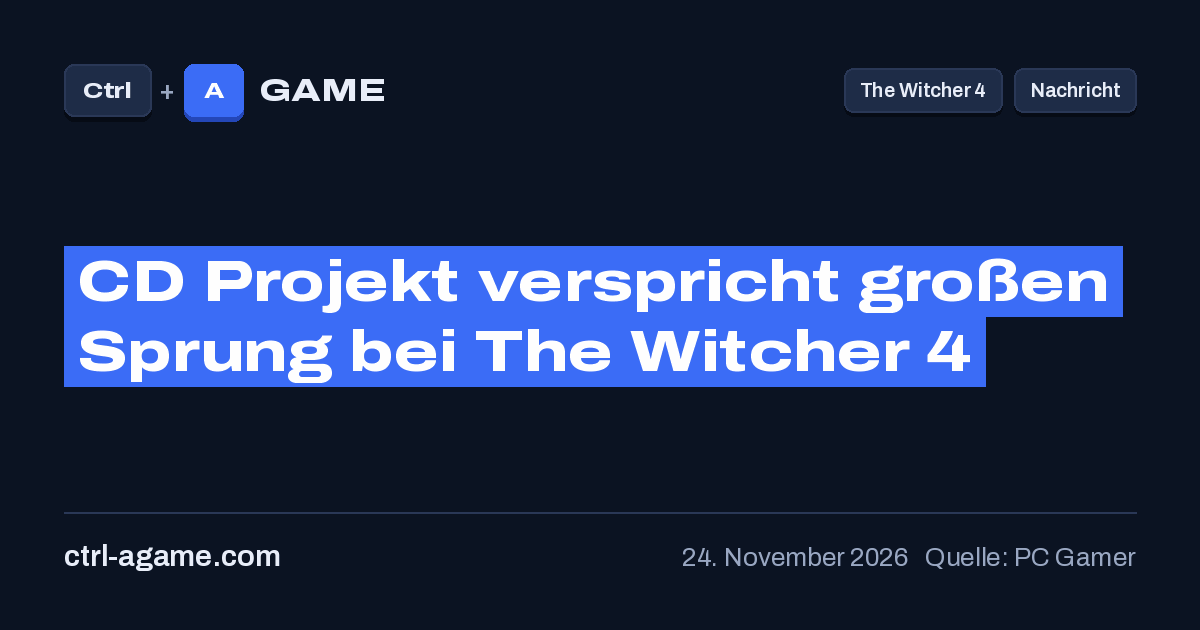 Ctrl + A GAME
The Witcher 4 Nachricht
CD Projekt verspricht großen
Sprung bei The Witcher 4
ctrl-agame.com
24. November 2026 Quelle: PC Gamer